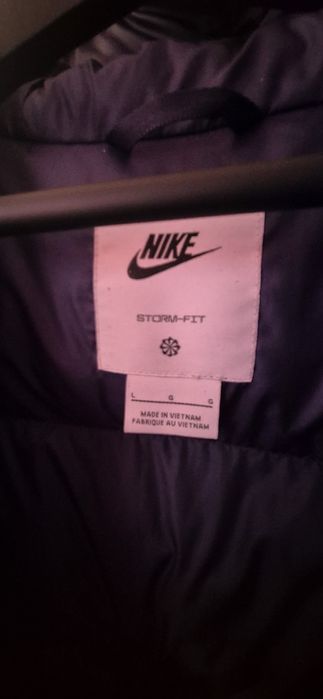 NIKE
STORM-FIT
L G G
MADE IN VIETNAM
FABRIQUE AU VIETNAM